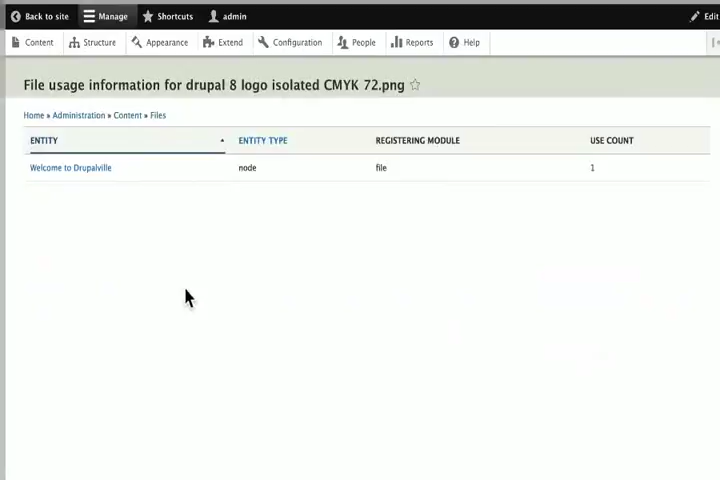 Back to site Manage Shortcuts admin Edit
Content Structure Appearance Extend Configuration People Reports Help
File usage information for drupal 8 logo isolated CMYK 72.png
Home » Administration » Content » Files
ENTITY ENTITY TYPE REGISTERING MODULE USE COUNT
Welcome to Drupalville node file 1